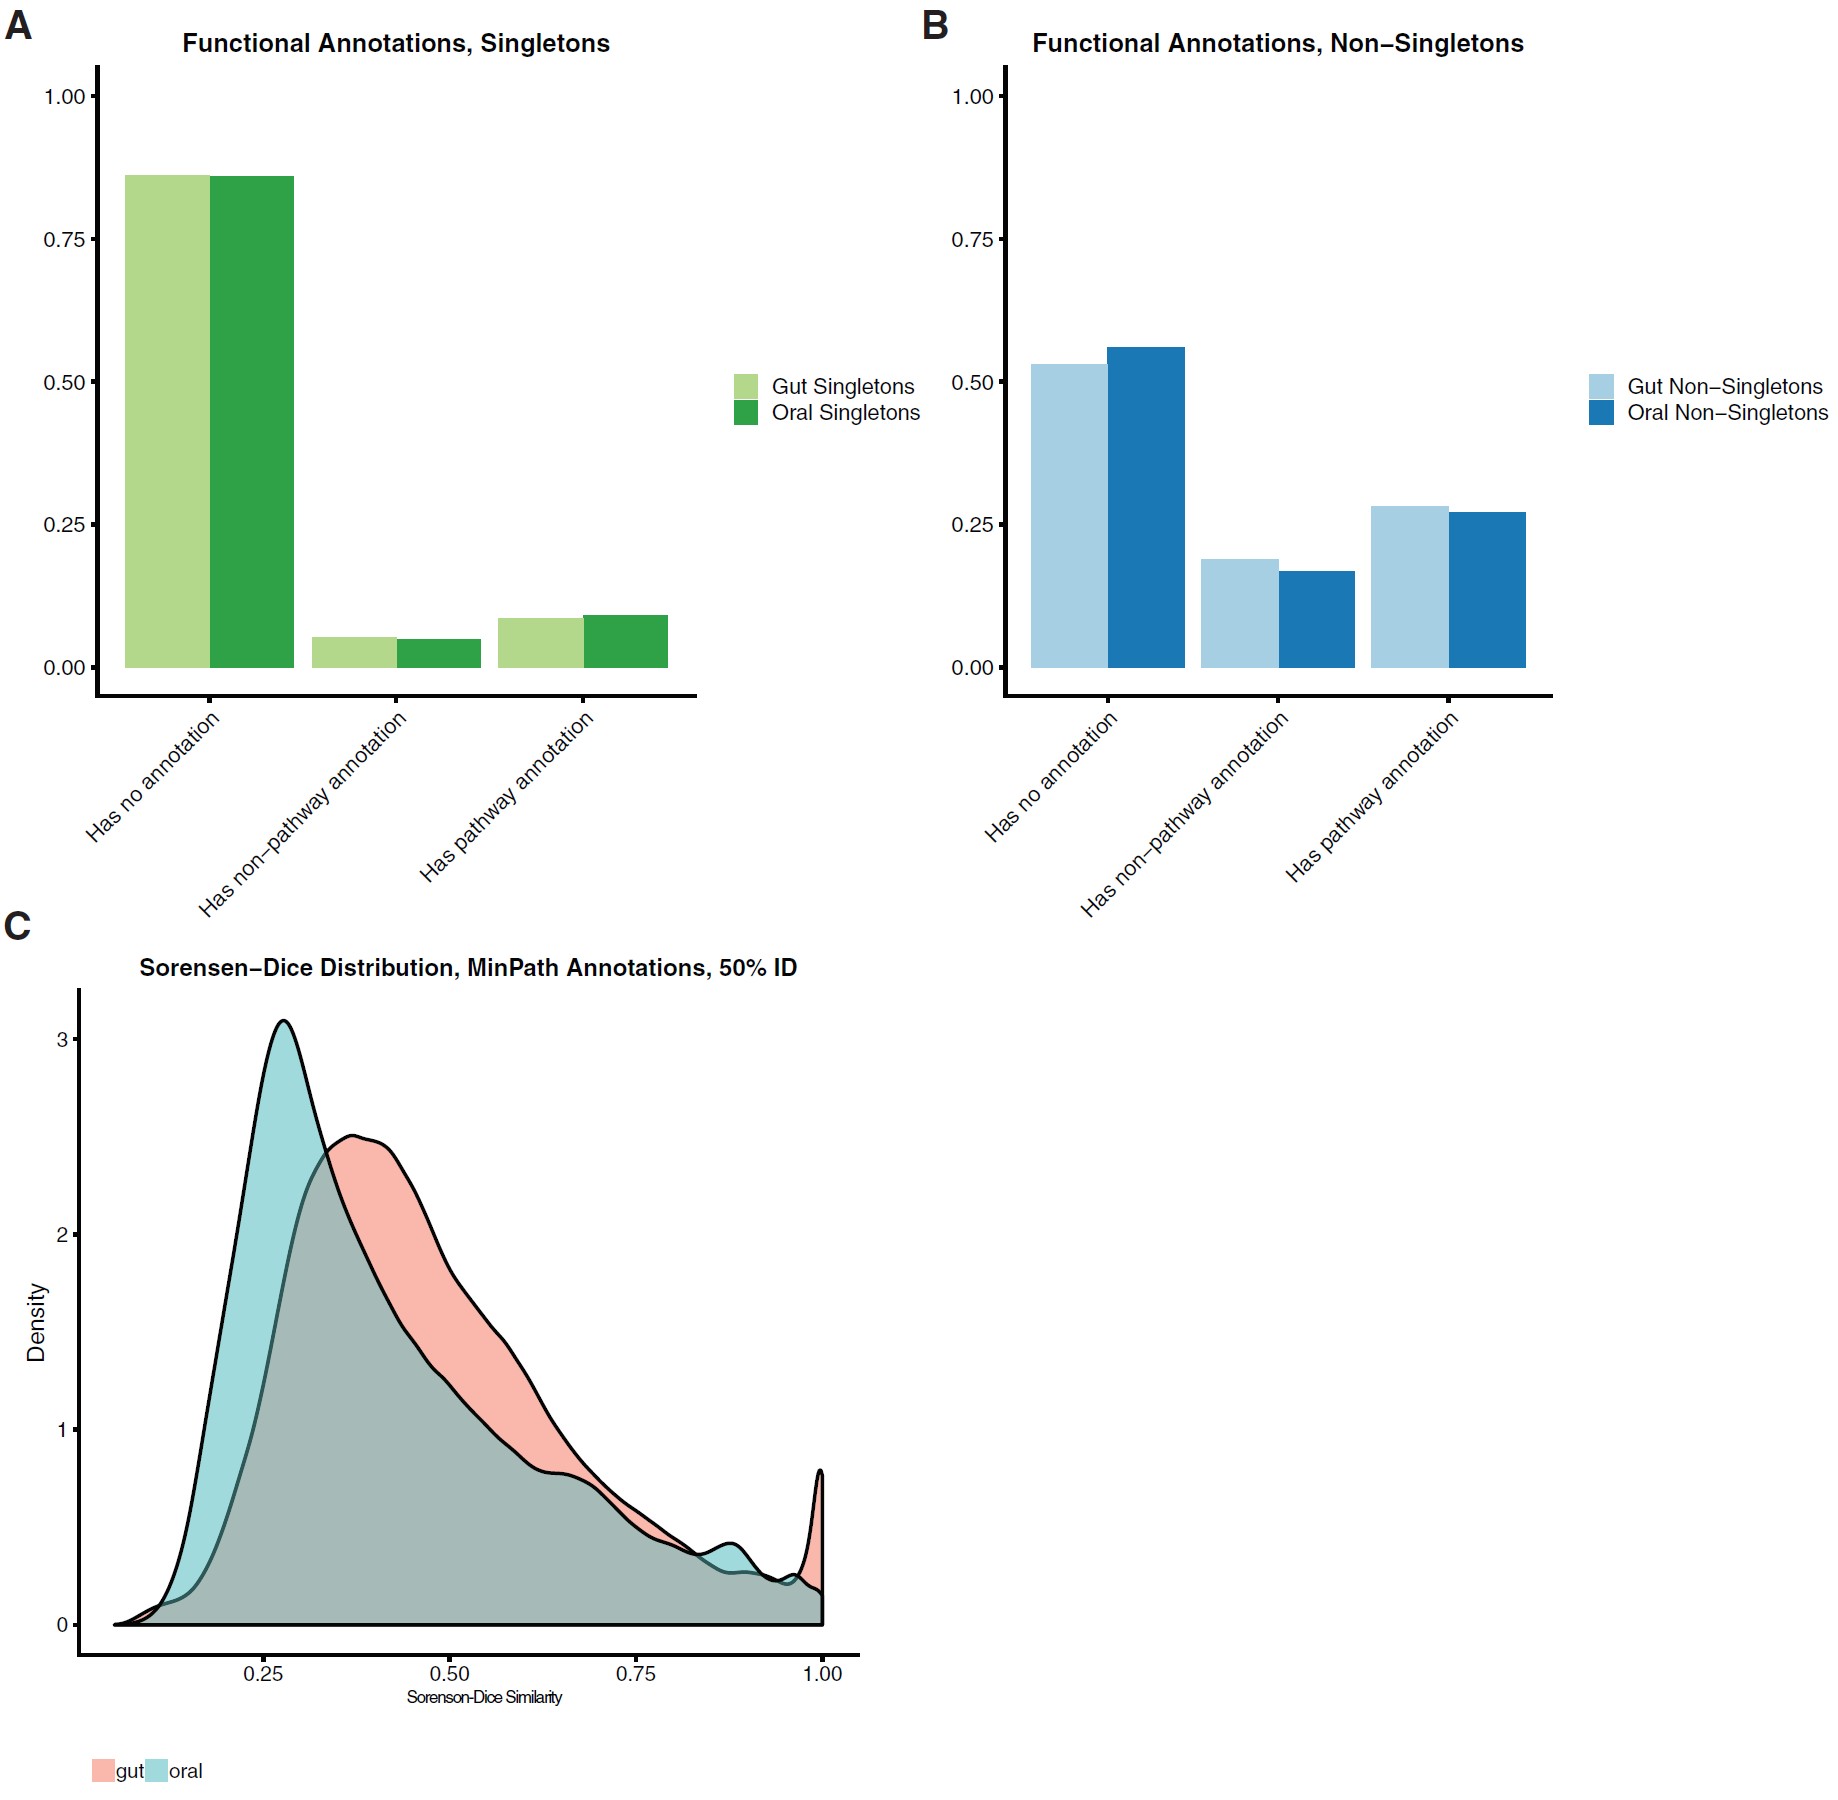 A
Functional Annotations, Singletons
1.00
0.75
0.50
0.25
0.00
Has no annotation
Has non−pathway annotation
Has pathway annotation
Gut Singletons
Oral Singletons
B
Functional Annotations, Non−Singletons
1.00
0.75
0.50
0.25
0.00
Has no annotation
Has non−pathway annotation
Has pathway annotation
Gut Non−Singletons
Oral Non−Singletons
C
Sorensen−Dice Distribution, MinPath Annotations, 50% ID
Density
3
2
1
0
0.25 0.50 0.75 1.00
Sorenson-Dice Similarity
gut oral